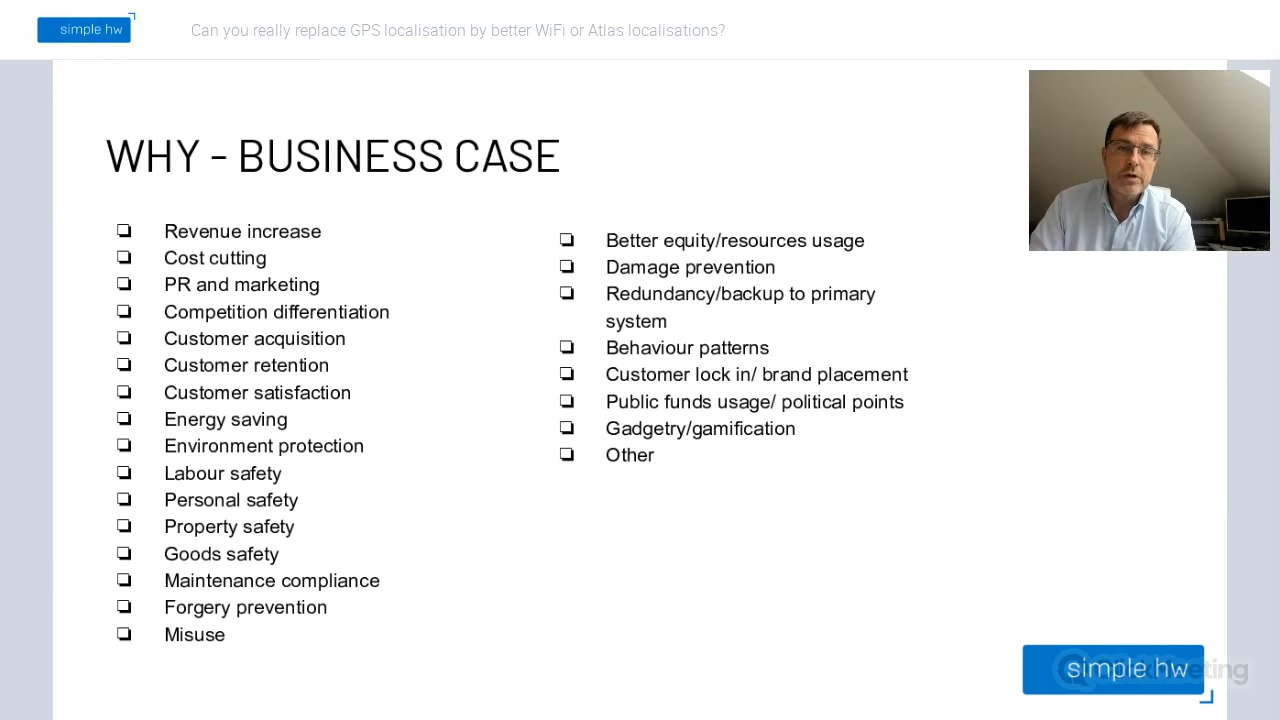 simple hw
Can you really replace GPS localisation by better WiFi or Atlas localisations?
WHY - BUSINESS CASE
❏ Revenue increase
❏ Cost cutting
❏ PR and marketing
❏ Competition differentiation
❏ Customer acquisition
❏ Customer retention
❏ Customer satisfaction
❏ Energy saving
❏ Environment protection
❏ Labour safety
❏ Personal safety
❏ Property safety
❏ Goods safety
❏ Maintenance compliance
❏ Forgery prevention
❏ Misuse
❏ Better equity/resources usage
❏ Damage prevention
❏ Redundancy/backup to primary
system
❏ Behaviour patterns
❏ Customer lock in/ brand placement
❏ Public funds usage/ political points
❏ Gadgetry/gamification
❏ Other
simple hw